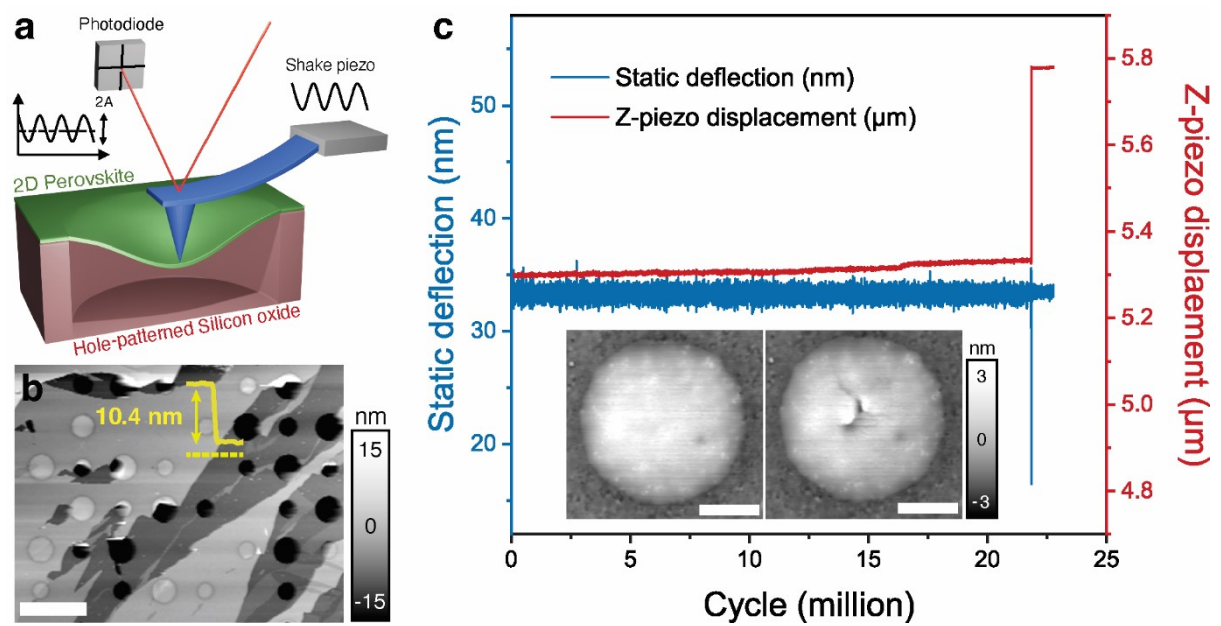 a
Photodiode
Shake piezo
2A
2D Perovskite
Hole-patterned Silicon oxide
b
10.4 nm
nm
15
0
-15
c
Static deflection (nm)
Z-piezo displacement (μm)
Static deflection (nm)
50
40
30
20
Z-piezo displaement (μm)
5.8
5.6
5.4
5.2
5.0
4.8
nm
3
0
-3
0
5
10
15
20
25
Cycle (million)